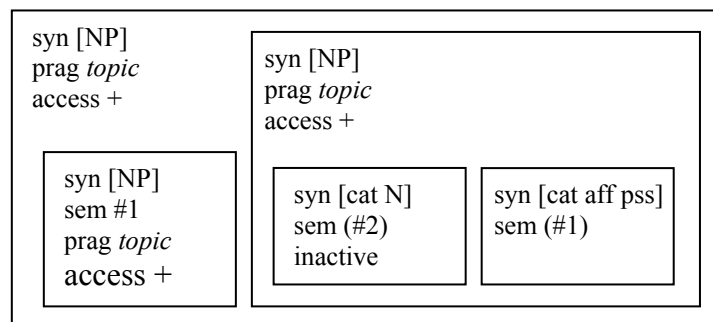 syn [NP]
prag topic
access +
syn [NP]
prag topic
access +
syn [NP]
sem #1
prag topic
access +
syn [cat N]
sem (#2)
inactive
syn [cat aff pss]
sem (#1)